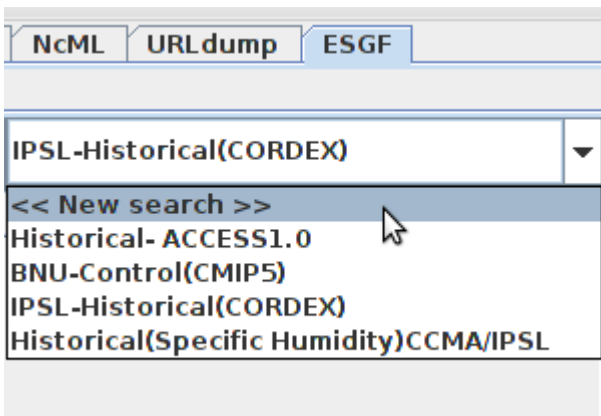 NcML URLdump ESGF
IPSL-Historical(CORDEX)
<< New search >>
Historical- ACCESS1.0
BNU-Control(CMIP5)
IPSL-Historical(CORDEX)
Historical(Specific Humidity)CCMA/IPSL